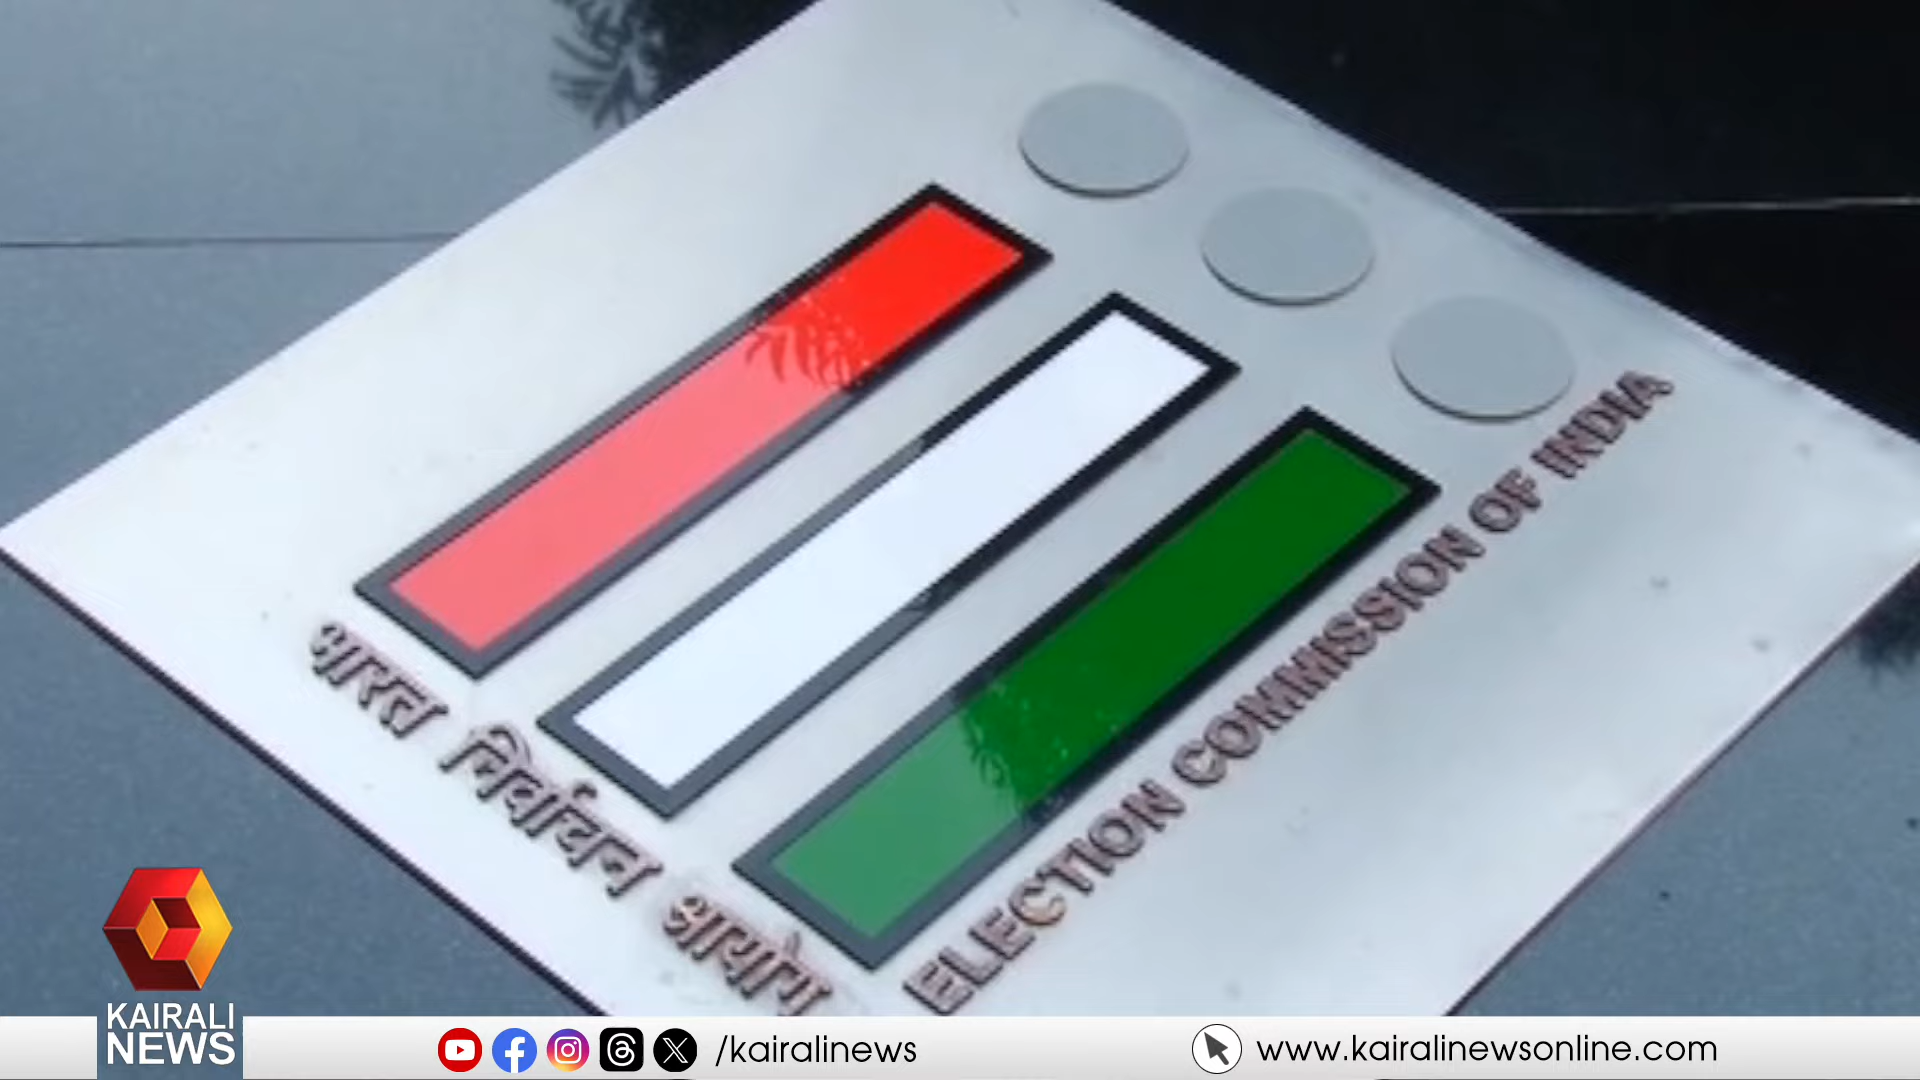 भारत निर्वाचन आयोग
ELECTION COMMISSION OF INDIA
KAIRALI
NEWS
/kairalinews
www.kairalinewsonline.com